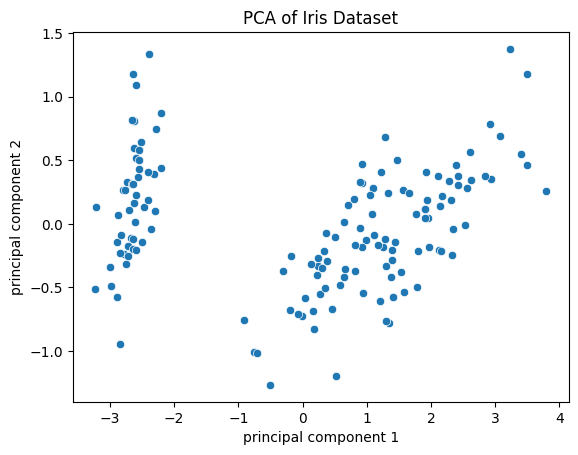 PCA of Iris Dataset
principal component 2
1.5
1.0
0.5
0.0
−0.5
−1.0
−3 −2 −1 0 1 2 3 4
principal component 1